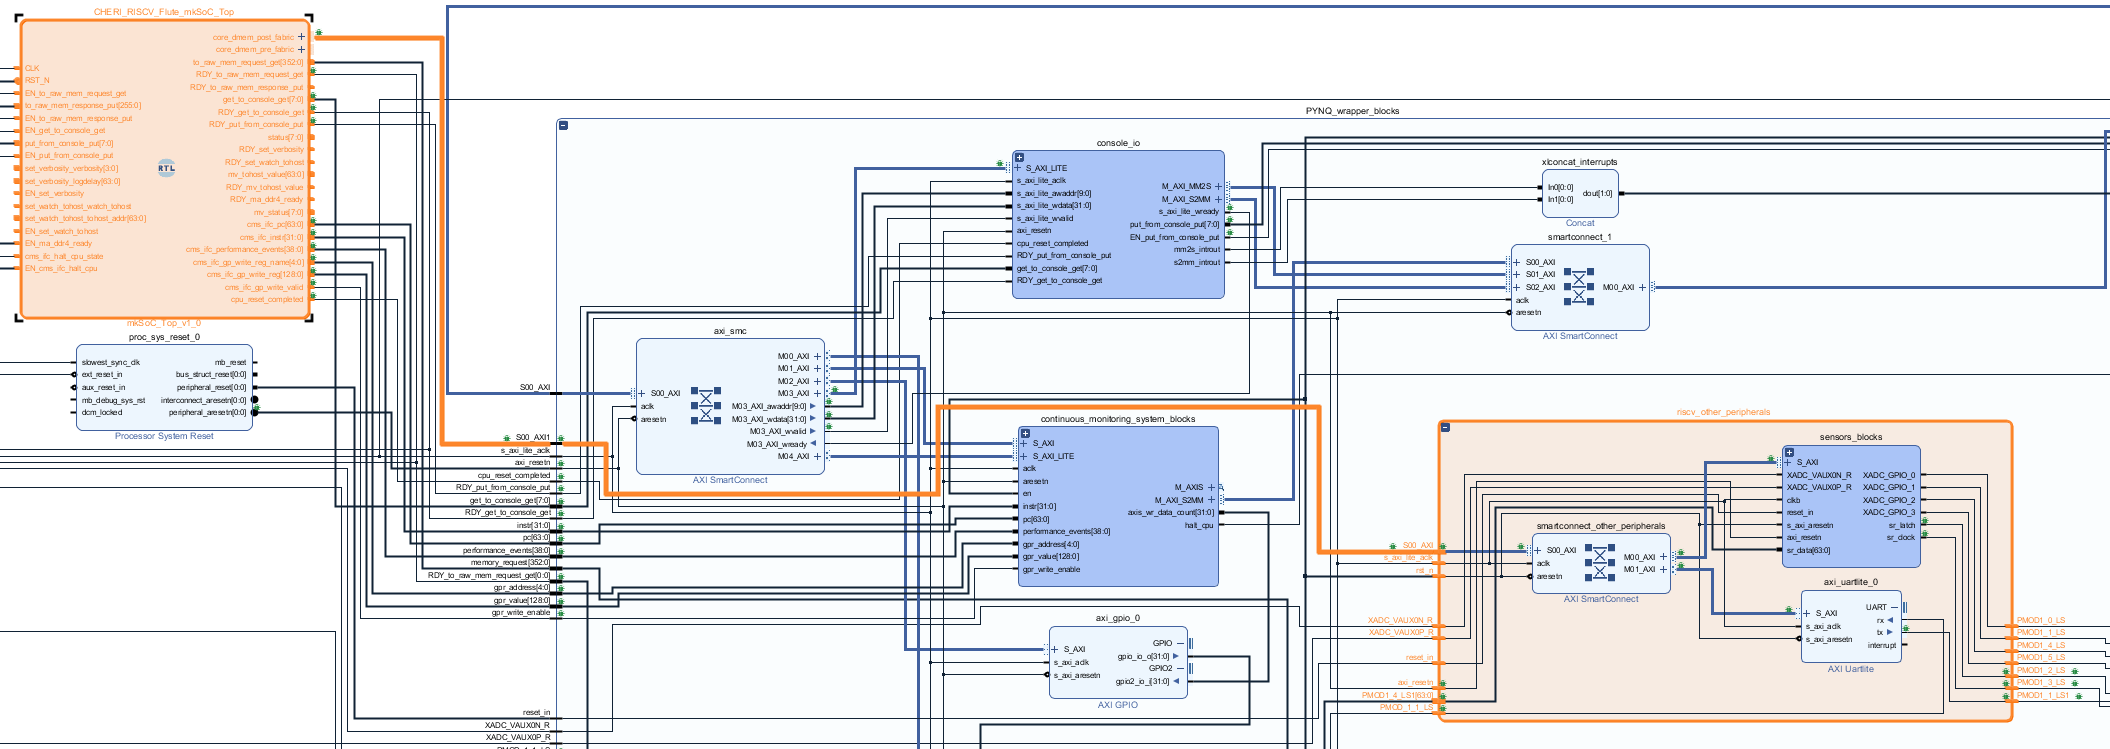 CHERI_RISCV_Flute_mkSoC_Top
core_dmem_post_fabric
core_dmem_pre_fabric
to_raw_mem_request_get[352:0]
CLK
RDY_to_raw_mem_request_get
RST_N
RDY_to_raw_mem_response_put
EN_to_raw_mem_request_get
get_to_console_get[7:0]
to_raw_mem_response_put[255:0]
RDY_get_to_console_get
EN_to_raw_mem_response_put
RDY_put_from_console_put
EN_get_to_console_get
status[7:0]
put_from_console_put[7:0]
RDY_set_verbosity
EN_put_from_console_put
RDY_set_watch_tohost
set_verbosity_verbosity[3:0]
mv_tohost_value[63:0]
set_verbosity_logdelay[63:0]
RDY_mv_tohost_value
EN_set_verbosity
RDY_ma_ddr4_ready
set_watch_tohost_watch_tohost
mv_status[7:0]
set_watch_tohost_tohost_addr[63:0]
cms_ifc_pc[63:0]
EN_set_watch_tohost
cms_ifc_instr[31:0]
EN_ma_ddr4_ready
cms_ifc_performance_events[38:0]
cms_ifc_halt_cpu_state
cms_ifc_gp_write_reg_name[4:0]
EN_cms_ifc_halt_cpu
cms_ifc_gp_write_reg[128:0]
cms_ifc_gp_write_valid
cpu_reset_completed
RTL
mkSoC_Top_v1_0
proc_sys_reset_0
slowest_sync_clk
mb_reset
ext_reset_in
bus_struct_reset[0:0]
aux_reset_in
peripheral_reset[0:0]
mb_debug_sys_rst
interconnect_aresetn[0:0]
dcm_locked
peripheral_aresetn[0:0]
Processor System Reset
PYNQ_wrapper_blocks
S00_AXI
S00_AXI1
s_axi_lite_aclk
axi_resetn
cpu_reset_completed
RDY_put_from_console_put
get_to_console_get[7:0]
RDY_get_to_console_get
instr[31:0]
pc[63:0]
performance_events[38:0]
memory_request[352:0]
RDY_to_raw_mem_request_get[0:0]
gpr_address[4:0]
gpr_value[128:0]
gpr_write_enable
reset_in
XADC_VAUX0N_R
XADC_VAUX0P_R
axi_smc
S00_AXI
aclk
aresetn
M00_AXI
M01_AXI
M02_AXI
M03_AXI
M03_AXI_awaddr[9:0]
M03_AXI_wdata[31:0]
M03_AXI_wvalid
M03_AXI_wready
M04_AXI
AXI SmartConnect
console_io
S_AXI_LITE
s_axi_lite_aclk
s_axi_lite_awaddr[9:0]
s_axi_lite_wdata[31:0]
s_axi_lite_wvalid
axi_resetn
cpu_reset_completed
RDY_put_from_console_put
get_to_console_get[7:0]
RDY_get_to_console_get
M_AXI_MM2S
M_AXI_S2MM
s_axi_lite_wready
put_from_console_put[7:0]
EN_put_from_console_put
mm2s_introut
s2mm_introut
xlconcat_interrupts
In0[0:0]
In1[0:0]
dout[1:0]
Concat
smartconnect_1
S00_AXI
S01_AXI
S02_AXI
aclk
aresetn
M00_AXI
AXI SmartConnect
continuous_monitoring_system_blocks
S_AXI
S_AXI_LITE
aclk
aresetn
en
instr[31:0]
pc[63:0]
performance_events[38:0]
gpr_address[4:0]
gpr_value[128:0]
gpr_write_enable
M_AXIS
M_AXI_S2MM
axis_wr_data_count[31:0]
halt_cpu
axi_gpio_0
S_AXI
s_axi_aclk
s_axi_aresetn
GPIO
gpio_io_o[31:0]
GPIO2
gpio2_io_i[31:0]
AXI GPIO
riscv_other_peripherals
S00_AXI
s_axi_lite_aclk
rst_n
XADC_VAUX0N_R
XADC_VAUX0P_R
reset_in
axi_resetn
PMOD1_4_LS1[63:0]
PMOD_1_1_LS
smartconnect_other_peripherals
S00_AXI
aclk
aresetn
M00_AXI
M01_AXI
AXI SmartConnect
sensors_blocks
S_AXI
XADC_VAUX0N_R
XADC_VAUX0P_R
clkb
reset_in
s_axi_aresetn
axi_resetn
sr_data[63:0]
XADC_GPIO_0
XADC_GPIO_1
XADC_GPIO_2
XADC_GPIO_3
sr_latch
sr_clock
axi_uartlite_0
S_AXI
s_axi_aclk
s_axi_aresetn
UART
rx
tx
interrupt
AXI Uartlite
PMOD1_0_LS
PMOD1_1_LS
PMOD1_4_LS
PMOD1_5_LS
PMOD1_2_LS
PMOD1_3_LS
PMOD1_1_LS1